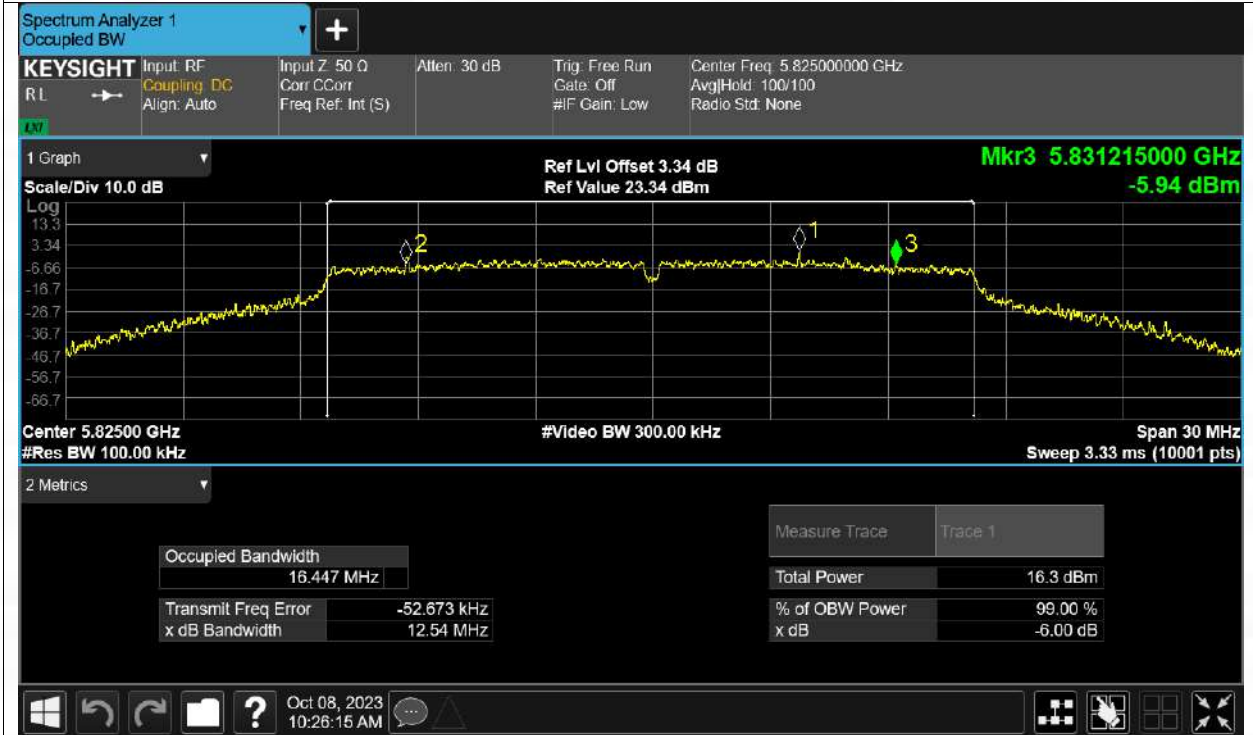 Spectrum Analyzer 1
Occupied BW
+
KEYSIGHT
RL
LXI
Input: RF
Coupling: DC
Align: Auto
Input Z: 50 Ω
Corr CCorr
Freq Ref: Int (S)
Atten: 30 dB
Trig: Free Run
Gate: Off
#IF Gain: Low
Center Freq: 5.825000000 GHz
Avg|Hold: 100/100
Radio Std: None
1 Graph
Scale/Div 10.0 dB
Ref Lvl Offset 3.34 dB
Ref Value 23.34 dBm
Mkr3 5.831215000 GHz
-5.94 dBm
Log
13.3
3.34
-6.66
-16.7
-26.7
-36.7
-46.7
-56.7
-66.7
2
1
3
Center 5.82500 GHz
#Res BW 100.00 kHz
#Video BW 300.00 kHz
Span 30 MHz
Sweep 3.33 ms (10001 pts)
2 Metrics
Measure Trace Trace 1
Occupied Bandwidth
16.447 MHz
Total Power 16.3 dBm
Transmit Freq Error -52.673 kHz
% of OBW Power 99.00 %
x dB Bandwidth 12.54 MHz
x dB -6.00 dB
?
Oct 08, 2023
10:26:15 AM